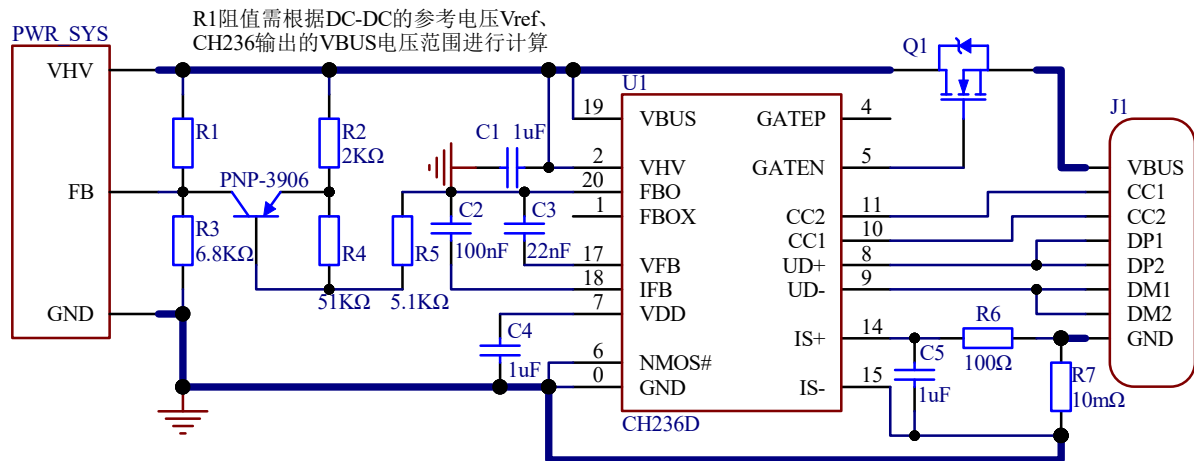 R1阻值需根据DC-DC的参考电压Vref、
CH236输出的VBUS电压范围进行计算
PWR_SYS
VHV
FB
GND
R1
R2
2KΩ
PNP-3906
R3
6.8KΩ
R4
51KΩ
R5
5.1KΩ
C1
1uF
C2
100nF
C3
22nF
C4
1uF
U1
19 VBUS
2 VHV
20 FBO
1 FBOX
17 VFB
18 IFB
7 VDD
6 NMOS#
0 GND
GATEP 4
GATEN 5
CC2 11
CC1 10
UD+ 8
UD- 9
IS+ 14
IS- 15
CH236D
Q1
R6
100Ω
C5
1uF
R7
10mΩ
J1
VBUS
CC1
CC2
DP1
DP2
DM1
DM2
GND